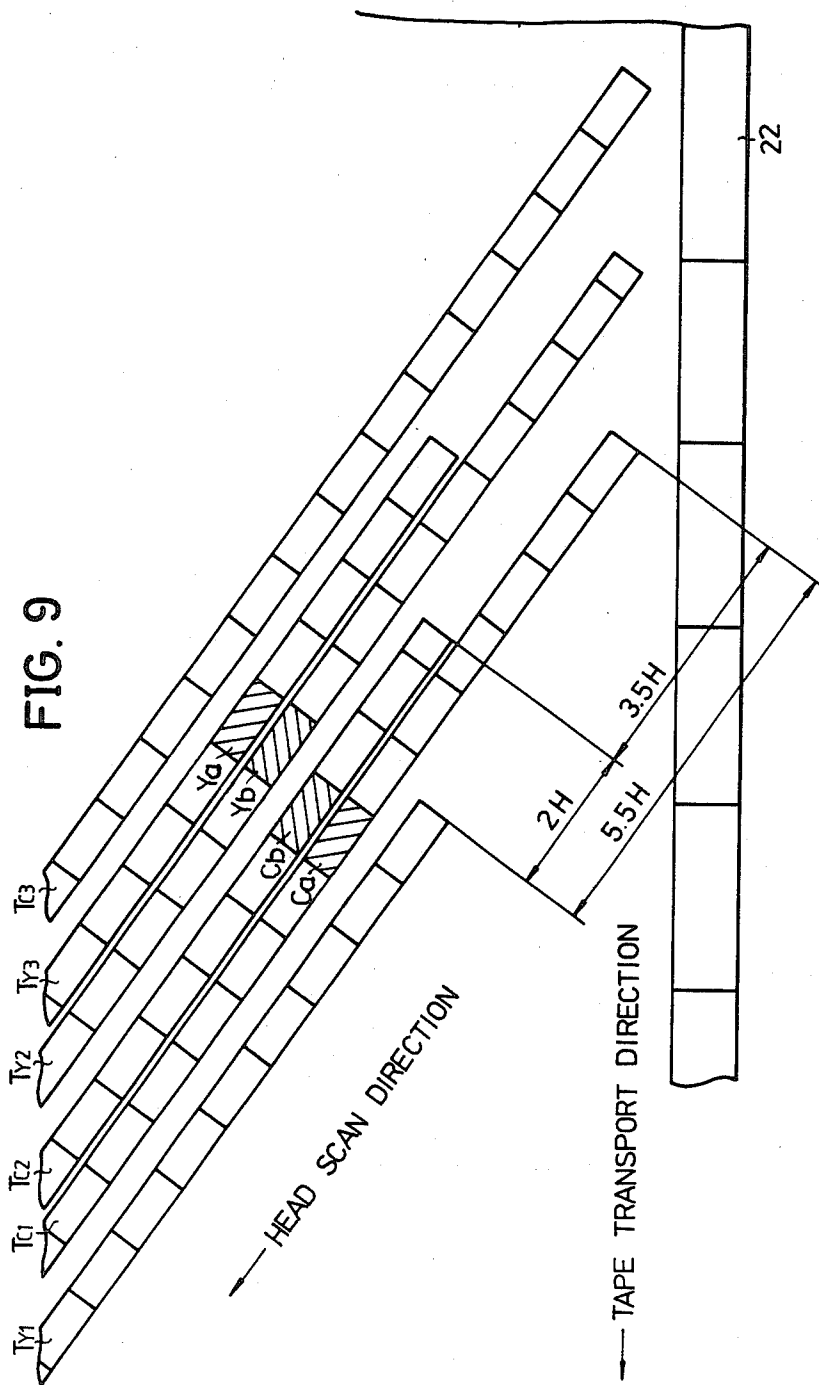 FIG. 9
TY1
TC1
TC2
TY2
TY3
TC3
Ya
Yb
Cb
Ca
2H
3.5H
5.5H
← HEAD SCAN DIRECTION
← TAPE TRANSPORT DIRECTION
22